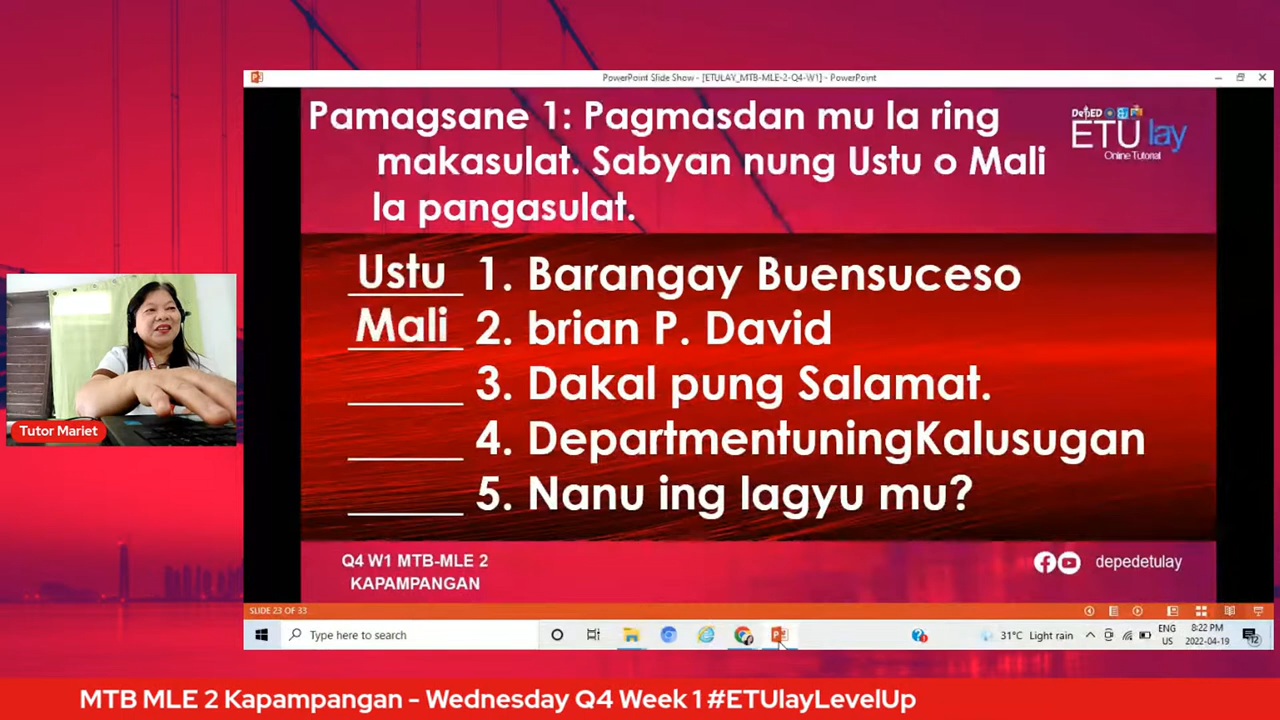 PowerPoint Slide Show - [ETULAY_MTB-MLE-2-Q4-W1] - PowerPoint
Pamagsane 1: Pagmasdan mu la ring
makasulat. Sabyan nung Ustu o Mali
la pangasulat.
DepED
ETUlay
Online Tutorial
Ustu 1. Barangay Buensuceso
Mali 2. brian P. David
3. Dakal pung Salamat.
4. DepartmentuningKalusugan
5. Nanu ing lagyu mu?
Tutor Mariet
Q4 W1 MTB-MLE 2
KAPAMPANGAN
depedetulay
SLIDE 23 OF 33
Type here to search
31°C Light rain
ENG
US
8:22 PM
2022-04-19
12
MTB MLE 2 Kapampangan - Wednesday Q4 Week 1 #ETUlayLevelUp